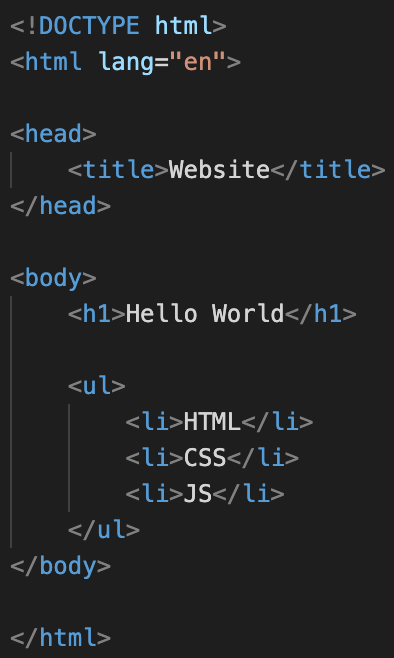 <!DOCTYPE html>
<html lang="en">

<head>
    <title>Website</title>
</head>

<body>
    <h1>Hello World</h1>

    <ul>
        <li>HTML</li>
        <li>CSS</li>
        <li>JS</li>
    </ul>
</body>

</html>